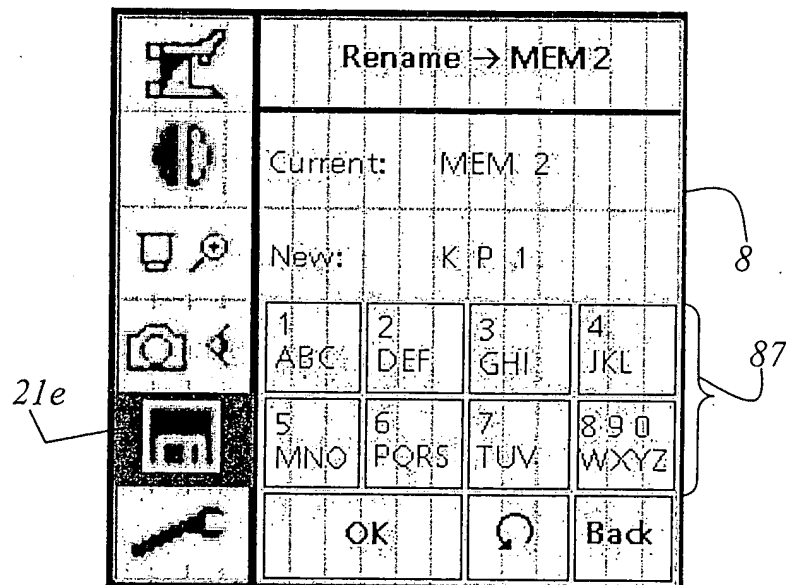 Rename → MEM 2
Current: MEM 2
New: K P 1
8
1 2 3 4
ABC DEF GHI JKL
87
21e
5 6 7 8 9 0
MNO PQRS TUV WXYZ
OK Back